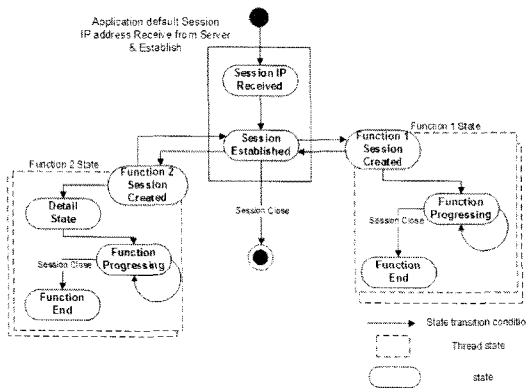 Application default Session
IP address Receive from Server
& Establish
Session IP
Received
Session
Established
Function 1 State
Function 1
Session
Created
Function 2 State
Function 2
Session
Created
Detail
State
Function
Progressing
Session Close
Function
End
Session Close
Function
Progressing
Session Close
Function
End
State transition conditio
Thread state
state